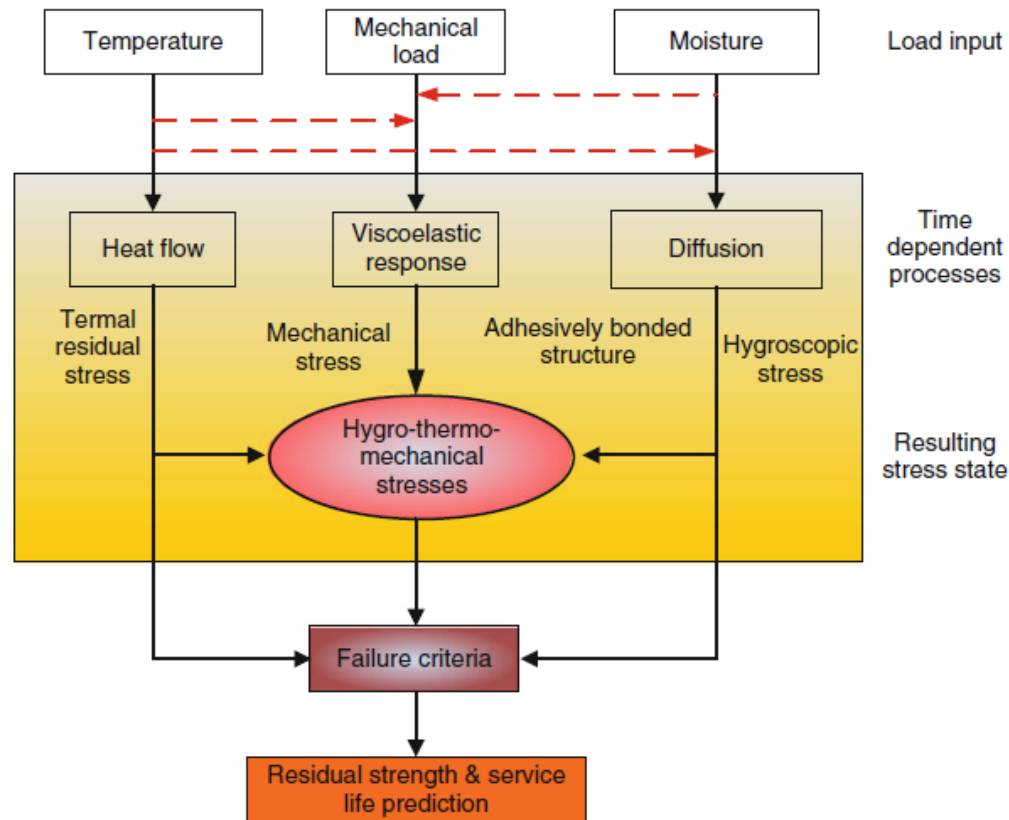 Temperature
Mechanical
load
Moisture
Load input
Heat flow
Viscoelastic
response
Diffusion
Time
dependent
processes
Termal
residual
stress
Mechanical
stress
Adhesively bonded
structure
Hygroscopic
stress
Hygro-thermo-
mechanical
stresses
Resulting
stress state
Failure criteria
Residual strength & service
life prediction